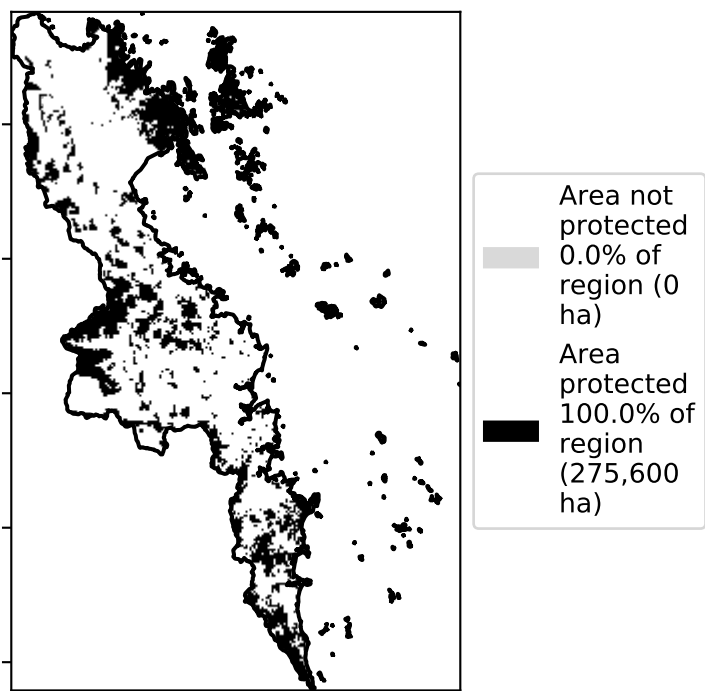 Area not
protected
0.0% of
region (0
ha)
Area
protected
100.0% of
region
(275,600
ha)